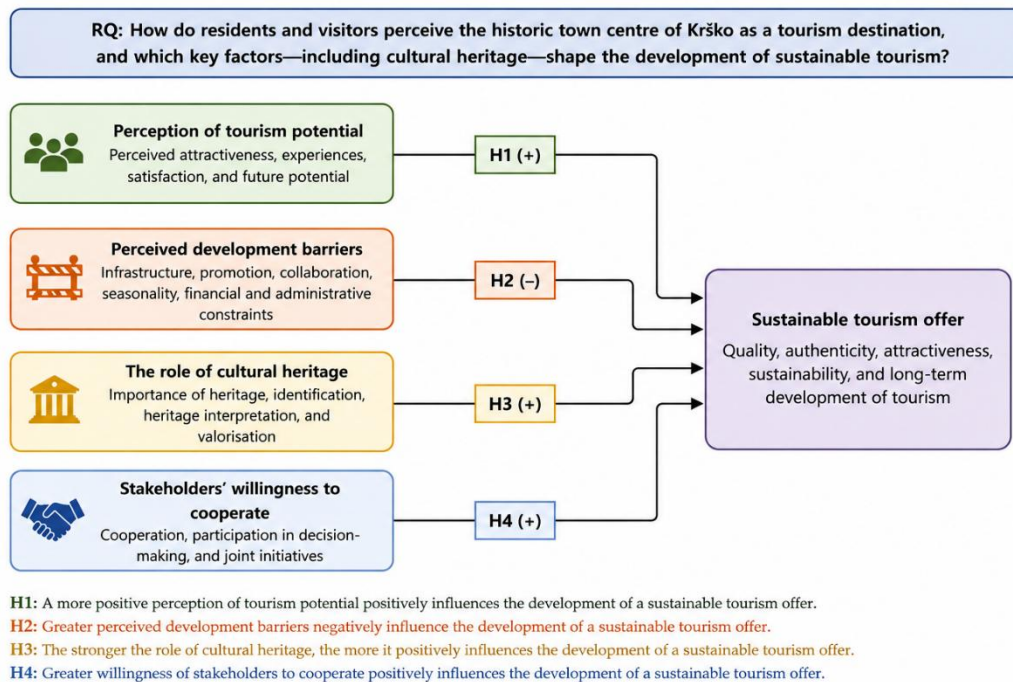 RQ: How do residents and visitors perceive the historic town centre of Krško as a tourism destination,
and which key factors—including cultural heritage—shape the development of sustainable tourism?
Perception of tourism potential
Perceived attractiveness, experiences,
satisfaction, and future potential
H1 (+)
Perceived development barriers
Infrastructure, promotion, collaboration,
seasonality, financial and administrative
constraints
H2 (–)
The role of cultural heritage
Importance of heritage, identification,
heritage interpretation, and
valorisation
H3 (+)
Stakeholders’ willingness to
cooperate
Cooperation, participation in decision-
making, and joint initiatives
H4 (+)
Sustainable tourism offer
Quality, authenticity, attractiveness,
sustainability, and long-term
development of tourism
H1: A more positive perception of tourism potential positively influences the development of a sustainable tourism offer.
H2: Greater perceived development barriers negatively influence the development of a sustainable tourism offer.
H3: The stronger the role of cultural heritage, the more it positively influences the development of a sustainable tourism offer.
H4: Greater willingness of stakeholders to cooperate positively influences the development of a sustainable tourism offer.